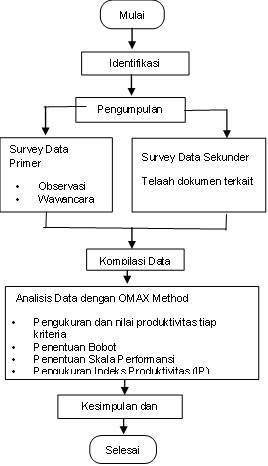 Mulai
Identifikasi
Pengumpulan
Survey Data
Primer
• Observasi
• Wawancara
Survey Data Sekunder
Telaah dokumen terkait
Kompilasi Data
Analisis Data dengan OMAX Method
• Pengukuran dan nilai produktivitas tiap
kriteria
• Penentuan Bobot
• Penentuan Skala Performansi
• Pengukuran Indeks Produktivitas (IP)
Kesimpulan dan
Selesai